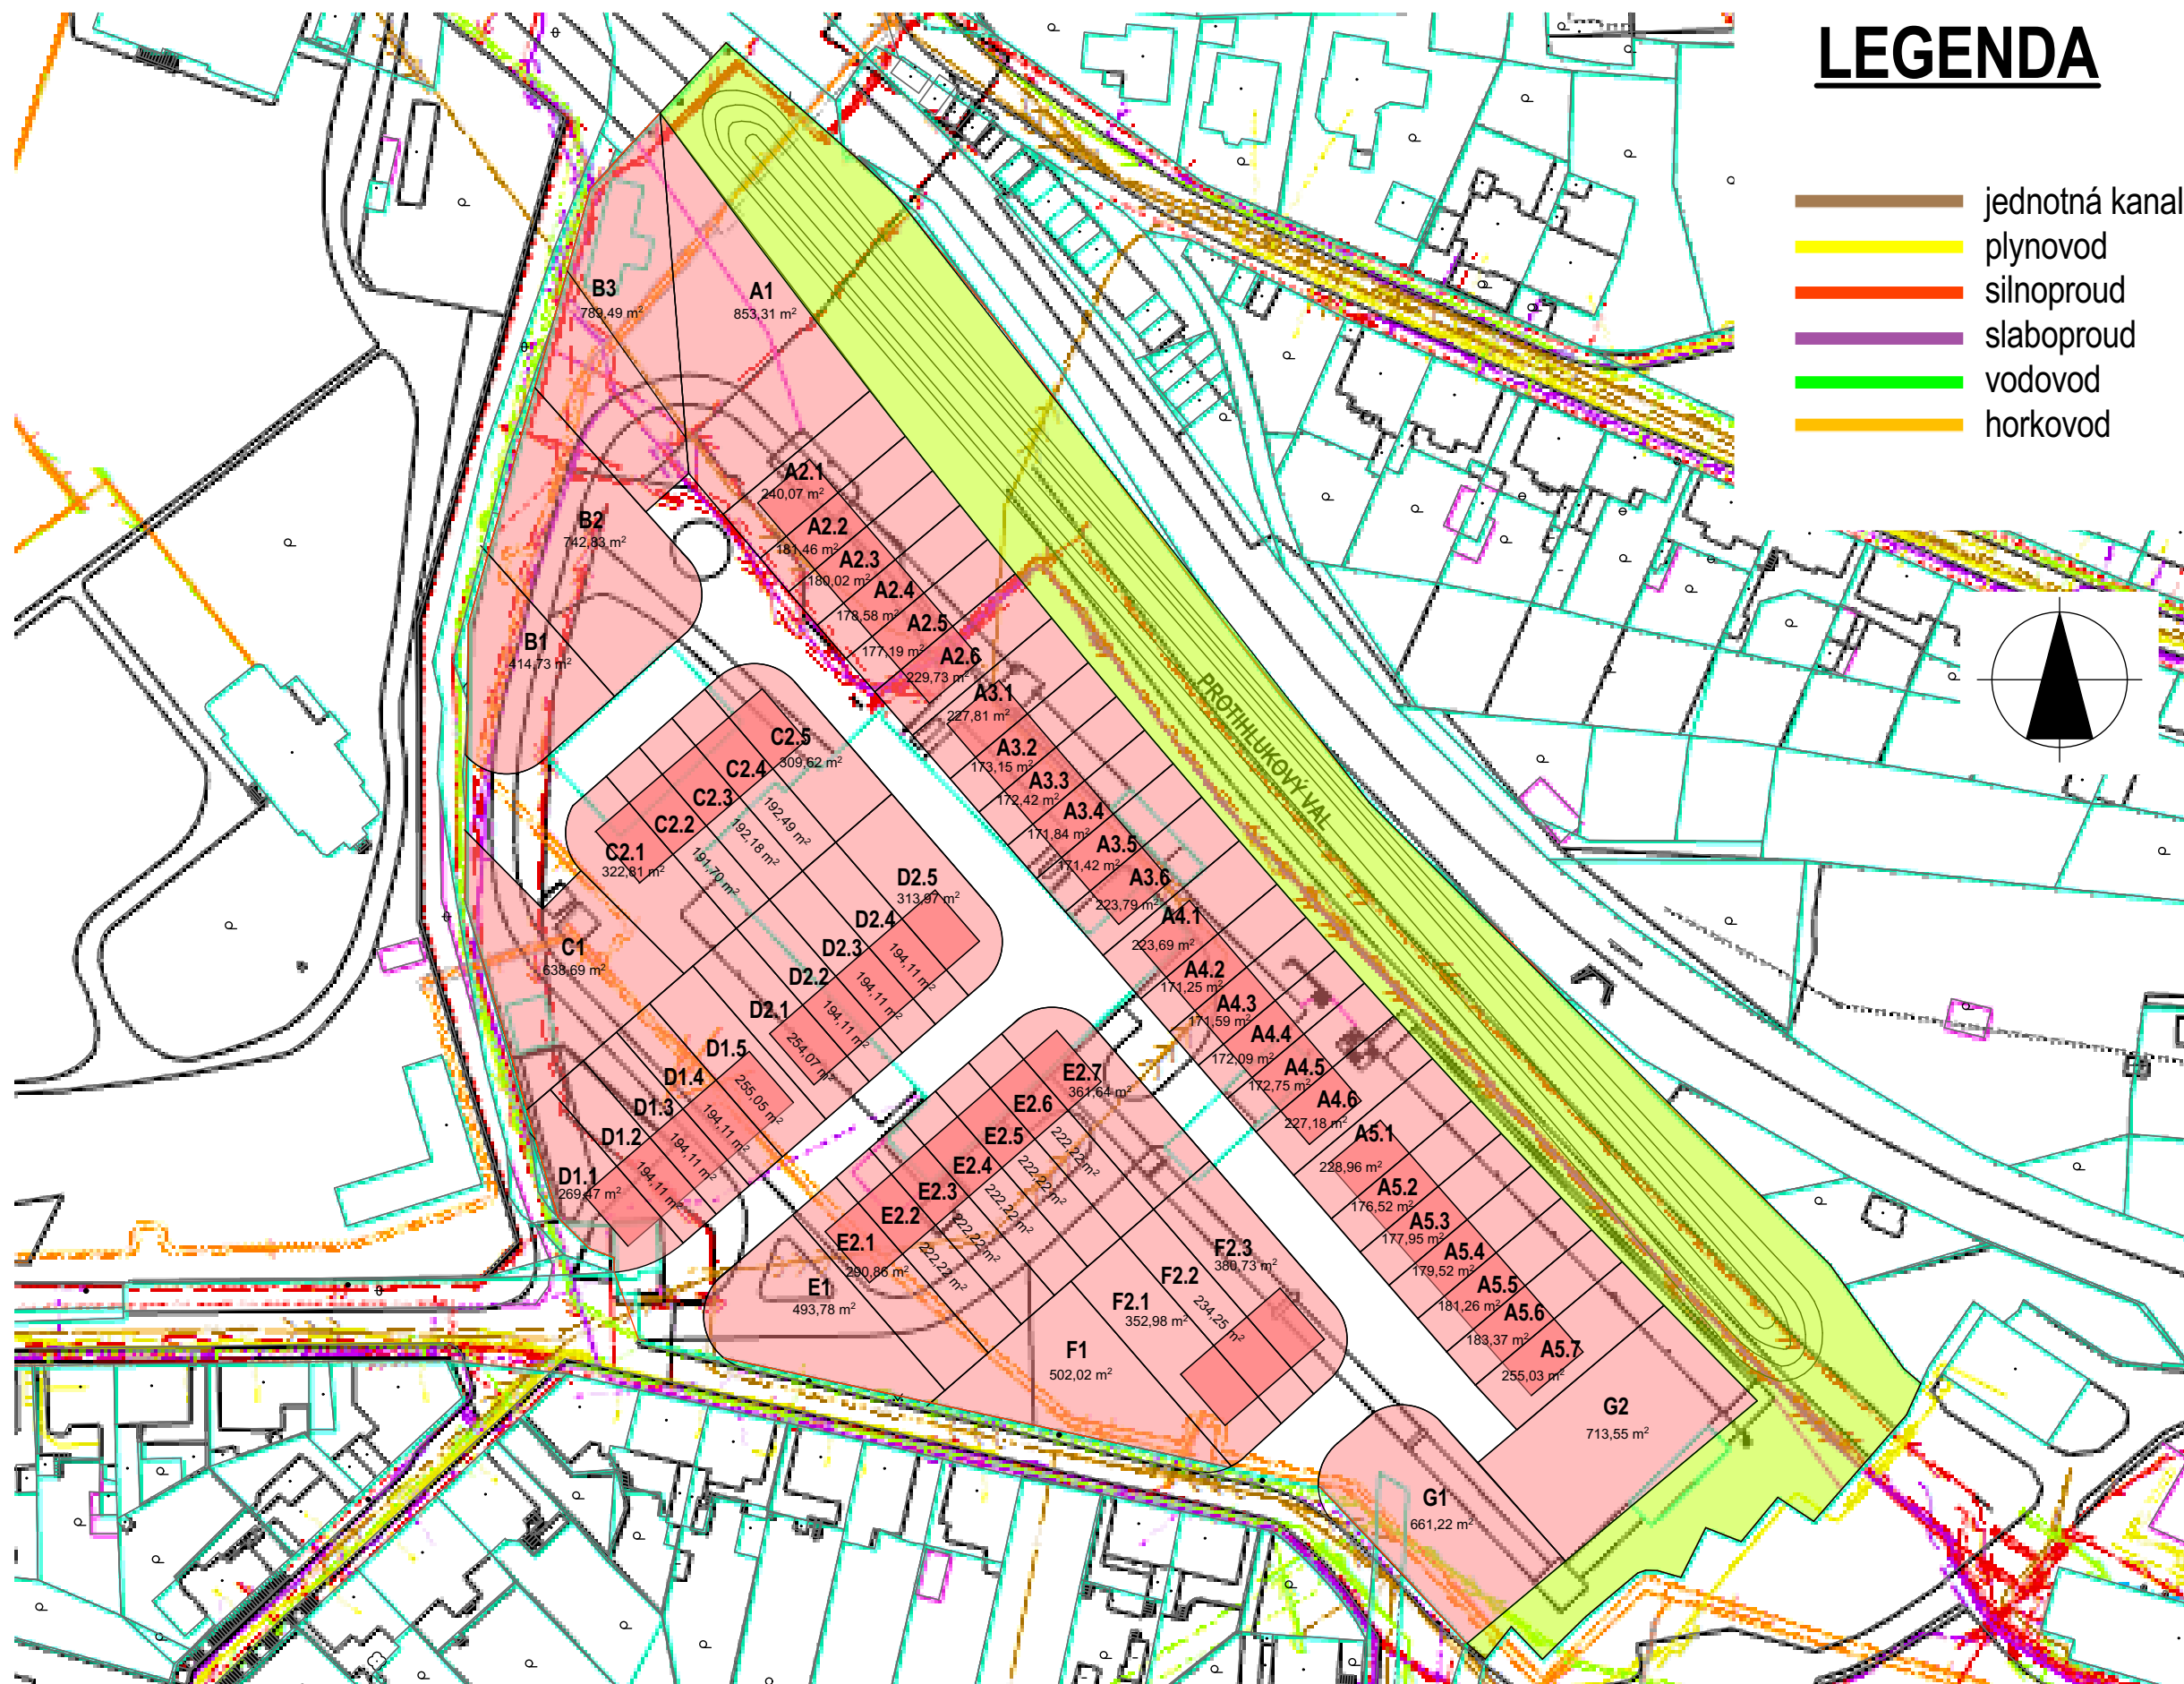 LEGENDA
jednotná kanal
plynovod
silnoproud
slaboproud
vodovod
horkovod
PROTIHLUKOVÝ VAL
B3
789,49 m²
A1
853,31 m²
A2.1
240,07 m²
A2.2
181,46 m²
A2.3
180,02 m²
A2.4
178,58 m²
A2.5
177,19 m²
A2.6
229,73 m²
B2
742,83 m²
B1
414,73 m²
A3.1
227,81 m²
A3.2
173,15 m²
A3.3
172,42 m²
A3.4
171,84 m²
A3.5
171,42 m²
A3.6
223,79 m²
C2.5
309,62 m²
C2.4
192,49 m²
C2.3
192,18 m²
C2.2
191,70 m²
C2.1
322,81 m²
C1
638,69 m²
D2.5
313,97 m²
D2.4
194,11 m²
D2.3
194,11 m²
D2.2
194,11 m²
D2.1
254,07 m²
A4.1
223,69 m²
A4.2
171,25 m²
A4.3
171,59 m²
A4.4
172,09 m²
A4.5
172,75 m²
A4.6
227,18 m²
D1.5
255,05 m²
D1.4
194,11 m²
D1.3
194,11 m²
D1.2
194,11 m²
D1.1
269,47 m²
E2.7
361,64 m²
E2.6
222,22 m²
E2.5
222,22 m²
E2.4
222,22 m²
E2.3
222,22 m²
E2.2
222,22 m²
E2.1
290,86 m²
E1
493,78 m²
A5.1
228,96 m²
A5.2
176,52 m²
A5.3
177,95 m²
A5.4
179,52 m²
A5.5
181,26 m²
A5.6
183,37 m²
A5.7
255,03 m²
F2.3
380,73 m²
F2.2
234,25 m²
F2.1
352,98 m²
F1
502,02 m²
G2
713,55 m²
G1
661,22 m²